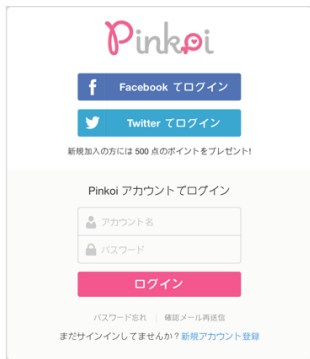 Pinkoi
Facebook でログイン
Twitter でログイン
新規加入の方には 500 点のポイントをプレゼント!
Pinkoi アカウントでログイン
アカウント名
パスワード
ログイン
パスワード忘れ | 確認メール再送信
まだサインインしてませんか？新規アカウント登録